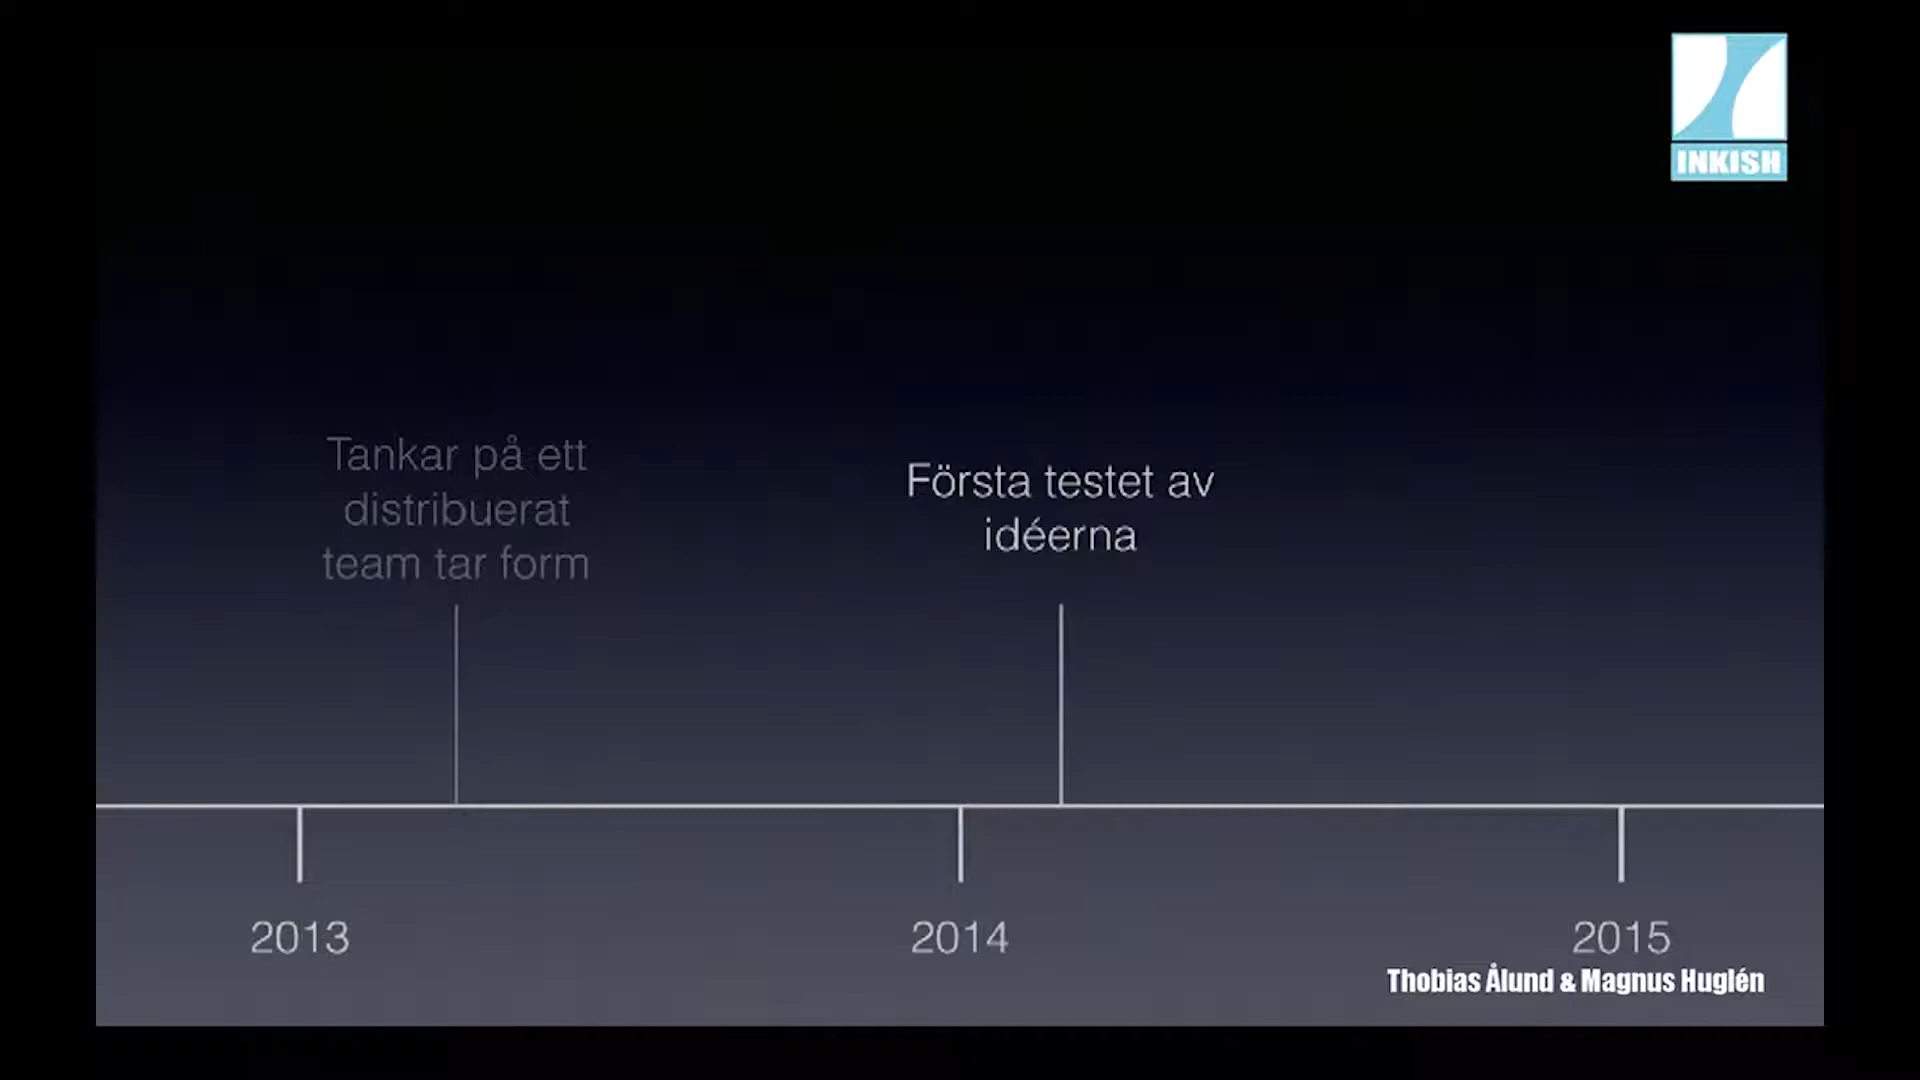 INKISH
Tankar på ett
distribuerat
team tar form
Första testet av
idéerna
2013
2014
2015
Thobias Ålund & Magnus Huglén